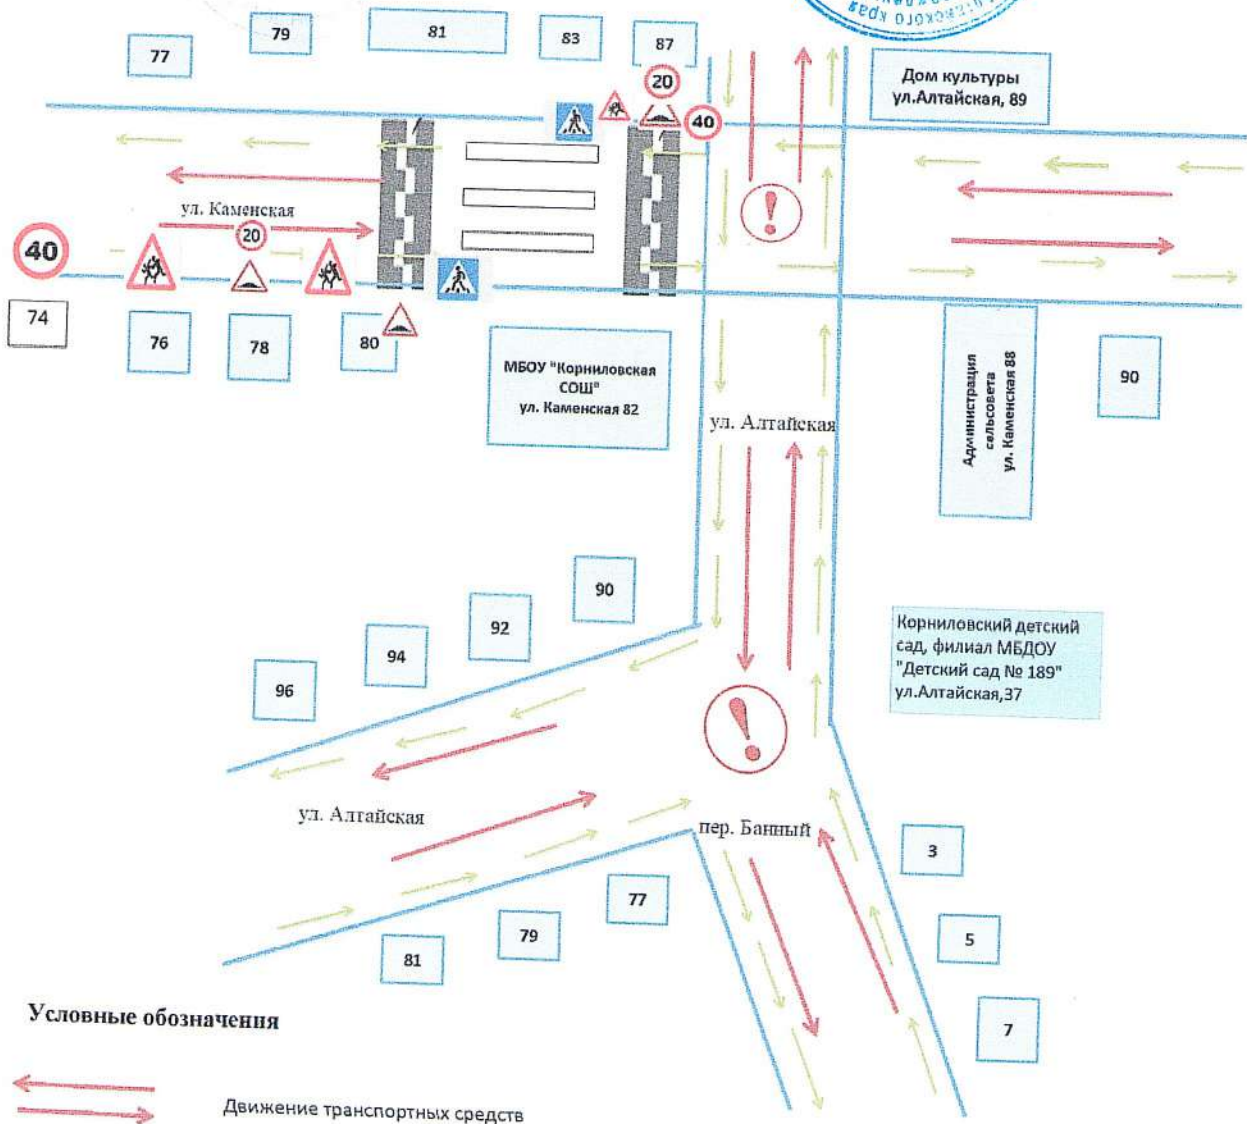 Алтайского края
79
81
83
87
77
20
40
Дом культуры
ул.Алтайская, 89
ул. Каменская
20
40
74
76
78
80
МБОУ "Корниловская
СОШ"
ул. Каменская 82
ул. Алтайская
Администрация
сельсовета
ул. Каменская 88
90
90
92
94
96
Корниловский детский
сад, филиал МБДОУ
"Детский сад № 189"
ул.Алтайская,37
ул. Алтайская
пер. Банный
3
77
79
5
81
7
Условные обозначения
Движение транспортных средств